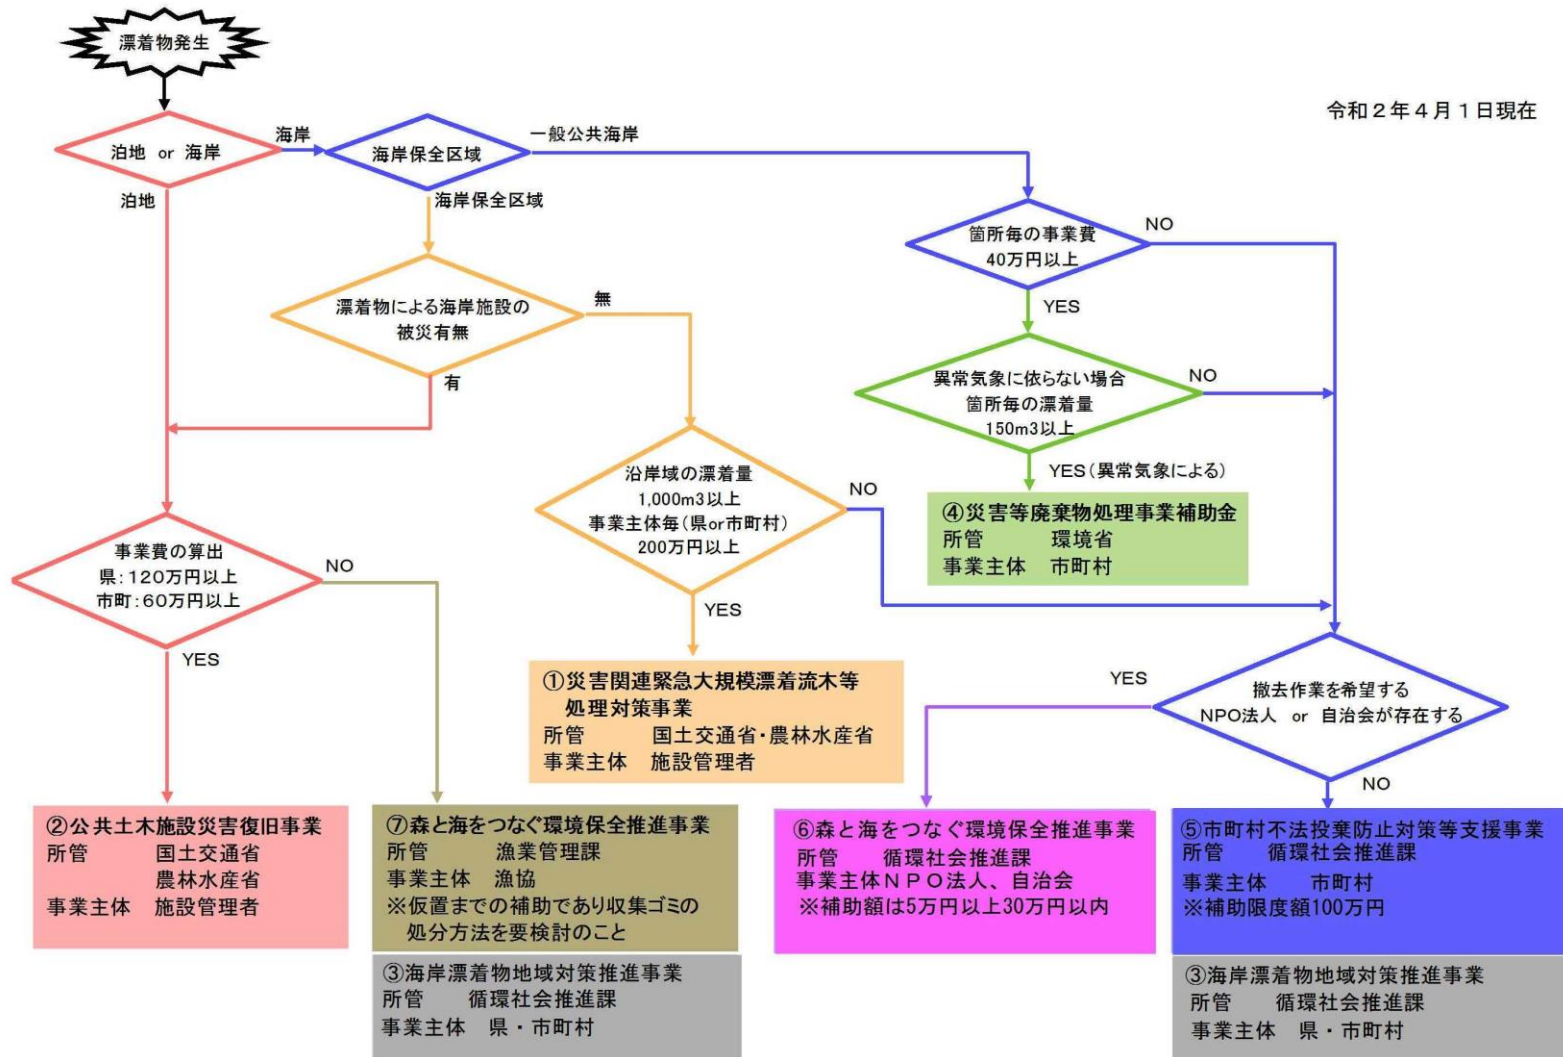 漂着物発生
令和２年４月１日現在
泊地 or 海岸
海岸
海岸保全区域
一般公共海岸
泊地
海岸保全区域
箇所毎の事業費
40万円以上
NO
YES
漂着物による海岸施設の
被災有無
無
有
異常気象に依らない場合
箇所毎の漂着量
150m3以上
NO
YES(異常気象による)
沿岸域の漂着量
1,000m3以上
事業主体毎(県or市町村)
200万円以上
NO
YES
④災害等廃棄物処理事業補助金
所管　環境省
事業主体　市町村
事業費の算出
県：120万円以上
市町：60万円以上
NO
YES
①災害関連緊急大規模漂着流木等
処理対策事業
所管　国土交通省・農林水産省
事業主体　施設管理者
撤去作業を希望する
NPO法人 or 自治会が存在する
YES
NO
②公共土木施設災害復旧事業
所管　国土交通省
農林水産省
事業主体　施設管理者
⑦森と海をつなぐ環境保全推進事業
所管　漁業管理課
事業主体　漁協
※仮置までの補助であり収集ゴミの
処分方法を要検討のこと
③海岸漂着物地域対策推進事業
所管　循環社会推進課
事業主体　県・市町村
⑥森と海をつなぐ環境保全推進事業
所管　循環社会推進課
事業主体ＮＰＯ法人、自治会
※補助額は5万円以上30万円以内
⑤市町村不法投棄防止対策等支援事業
所管　循環社会推進課
事業主体　市町村
※補助限度額100万円
③海岸漂着物地域対策推進事業
所管　循環社会推進課
事業主体　県・市町村